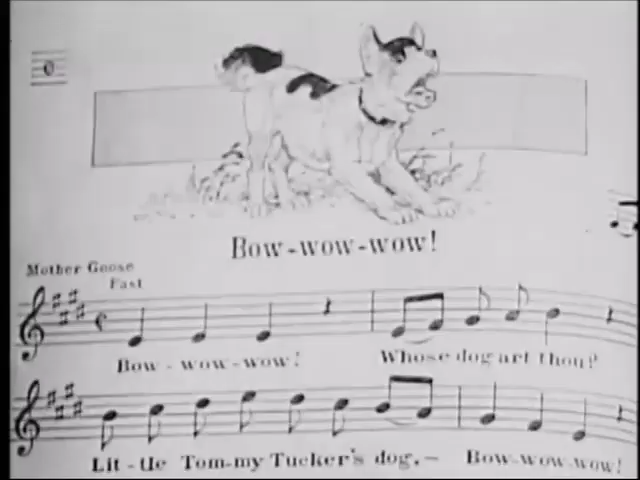 Bow-wow-wow!
Mother Goose
Fast
Bow - wow - wow! Whose dog art thou?
Lit-tle Tom-my Tucker's dog, – Bow-wow-wow!